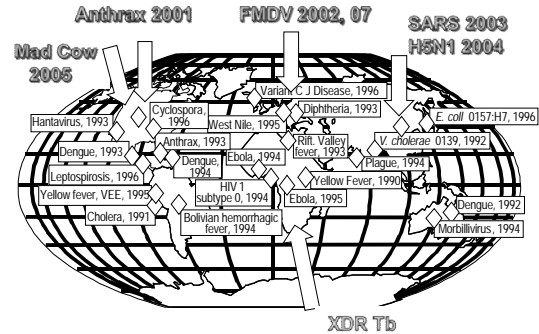 Anthrax 2001
FMDV 2002, 07
SARS 2003
H5N1 2004
Mad Cow
2005
Variant C J Disease, 1996
Cyclospora,
1996
Diphtheria, 1993
E. coll 0157:H7, 1996
Hantavirus, 1993
West Nile, 1995
Anthrax, 1993
Rift. Valley
fever, 1993
V. cholerae 0139, 1992
Dengue, 1993
Dengue,
1994
Ebola, 1994
Plague, 1994
Leptospirosis, 1996
HIV 1
subtype 0, 1994
Yellow Fever, 1990
Yellow fever, VEE, 1995
Ebola, 1995
Dengue, 1992
Cholera, 1991
Bolivian hemorrhagic
fever, 1994
Morbillivirus, 1994
XDR Tb